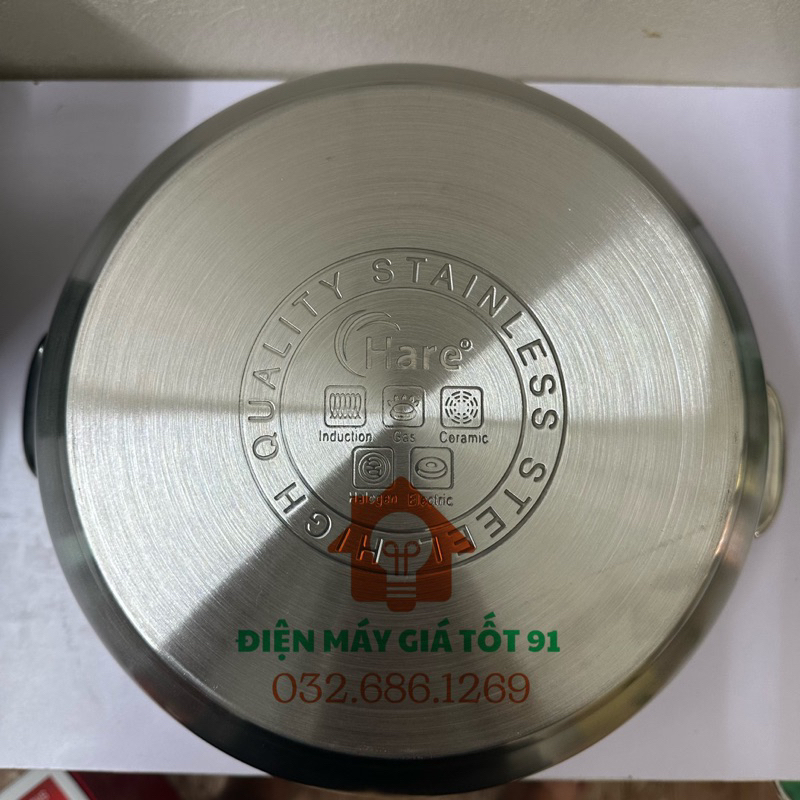 HIGH QUALITY STAINLESS STEEL
Hare
Induction Gas Ceramic
Halogen Electric
ĐIỆN MÁY GIÁ TỐT 91
032.686.1269